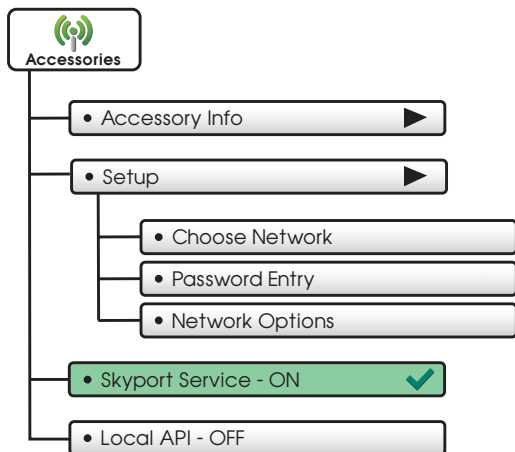 Accessories
• Accessory Info
• Setup
• Choose Network
• Password Entry
• Network Options
• Skyport Service - ON
• Local API - OFF